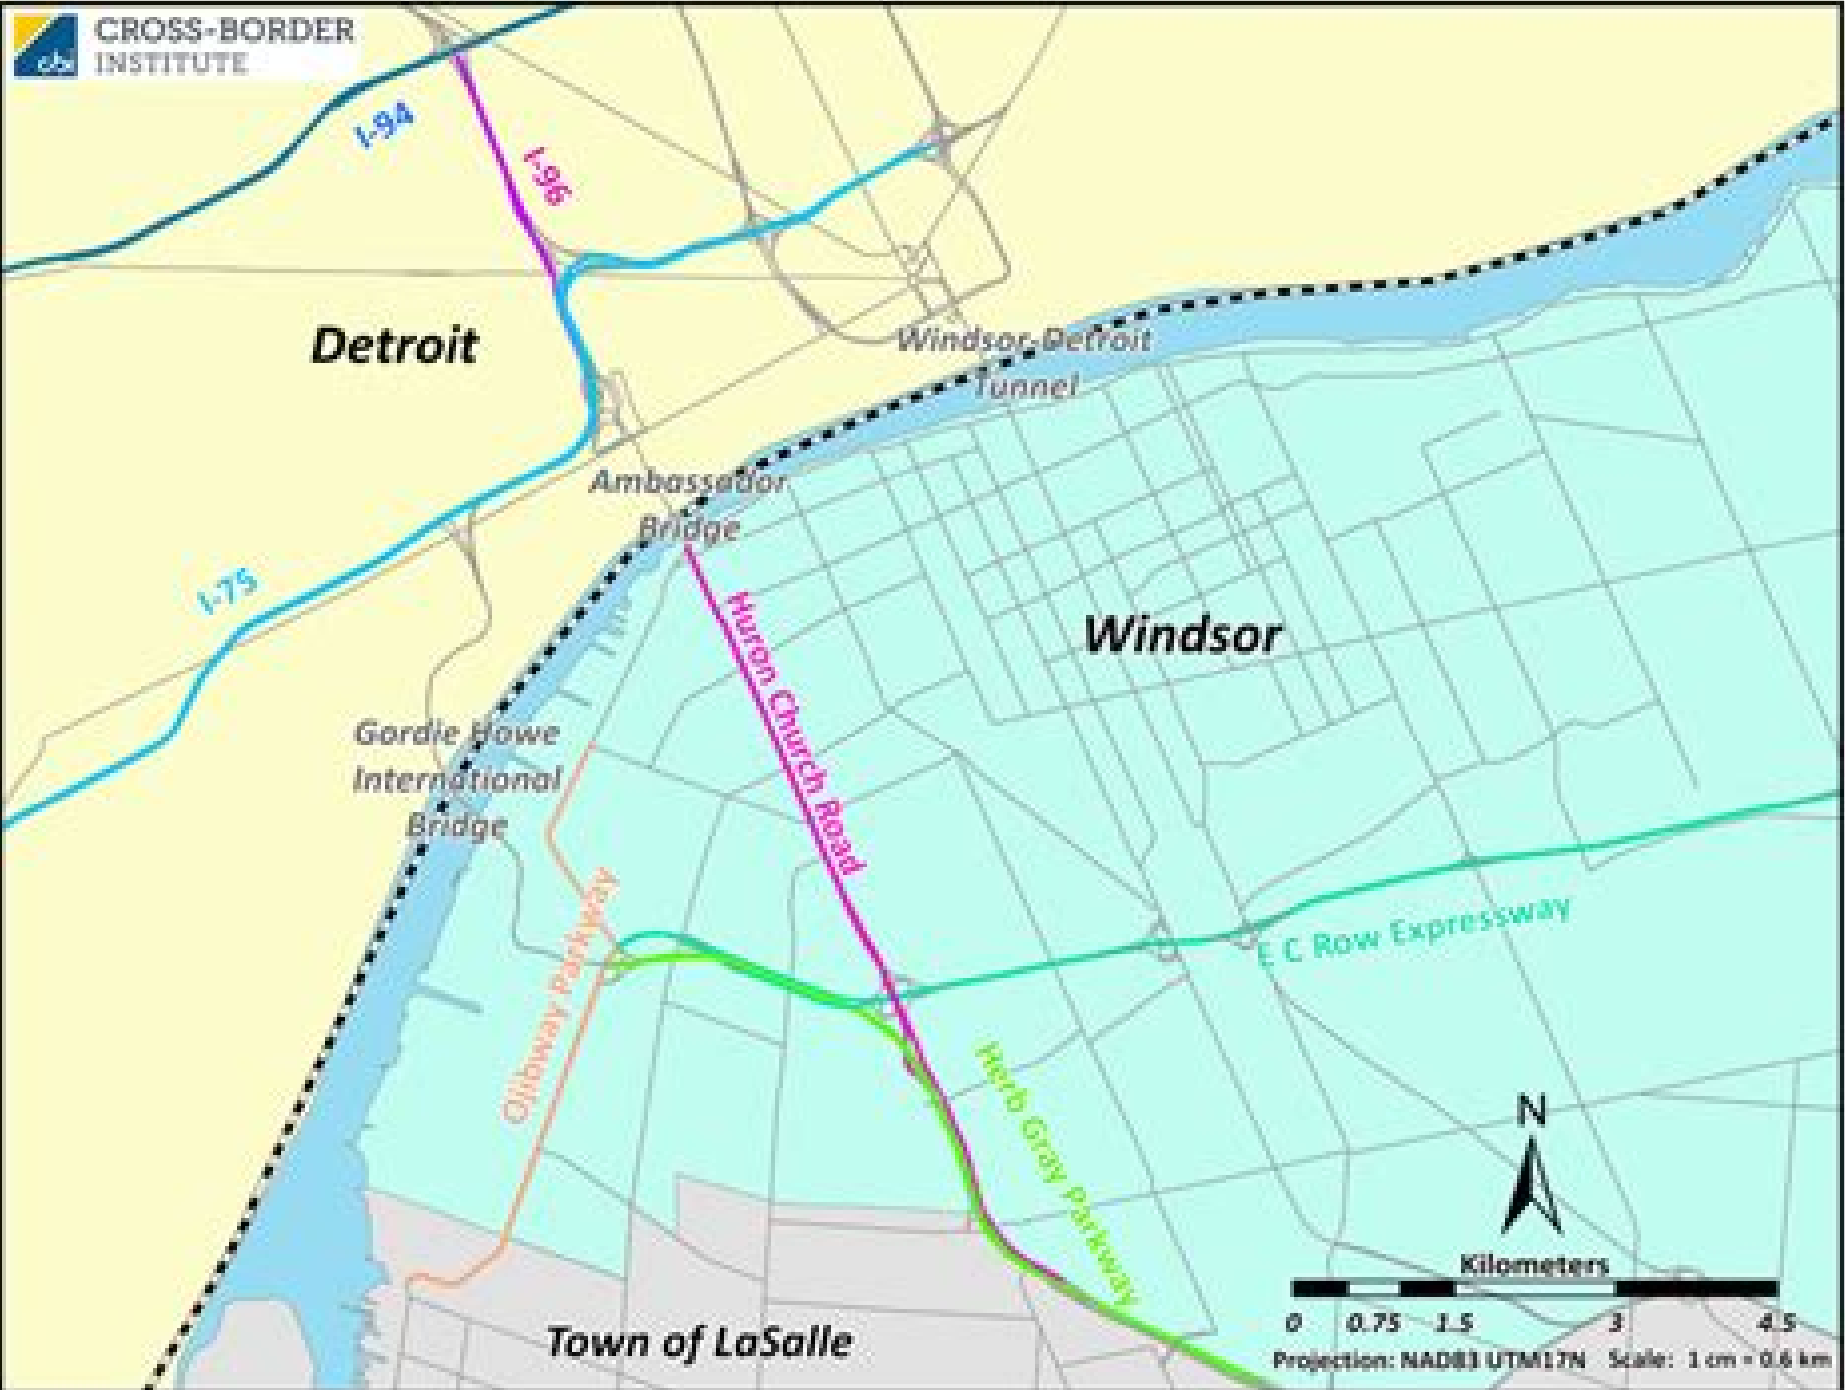 CROSS-BORDER
INSTITUTE
cbi
I-94
I-96
Detroit
Windsor-Detroit
Tunnel
Ambassador
Bridge
I-75
Huron Church Road
Windsor
Gordie Howe
International
Bridge
Ojibway Parkway
E C Row Expressway
Herb Gray Parkway
N
Kilometers
0 0.75 1.5 3 4.5
Town of LaSalle
Projection: NAD83 UTM17N Scale: 1 cm = 0.6 km